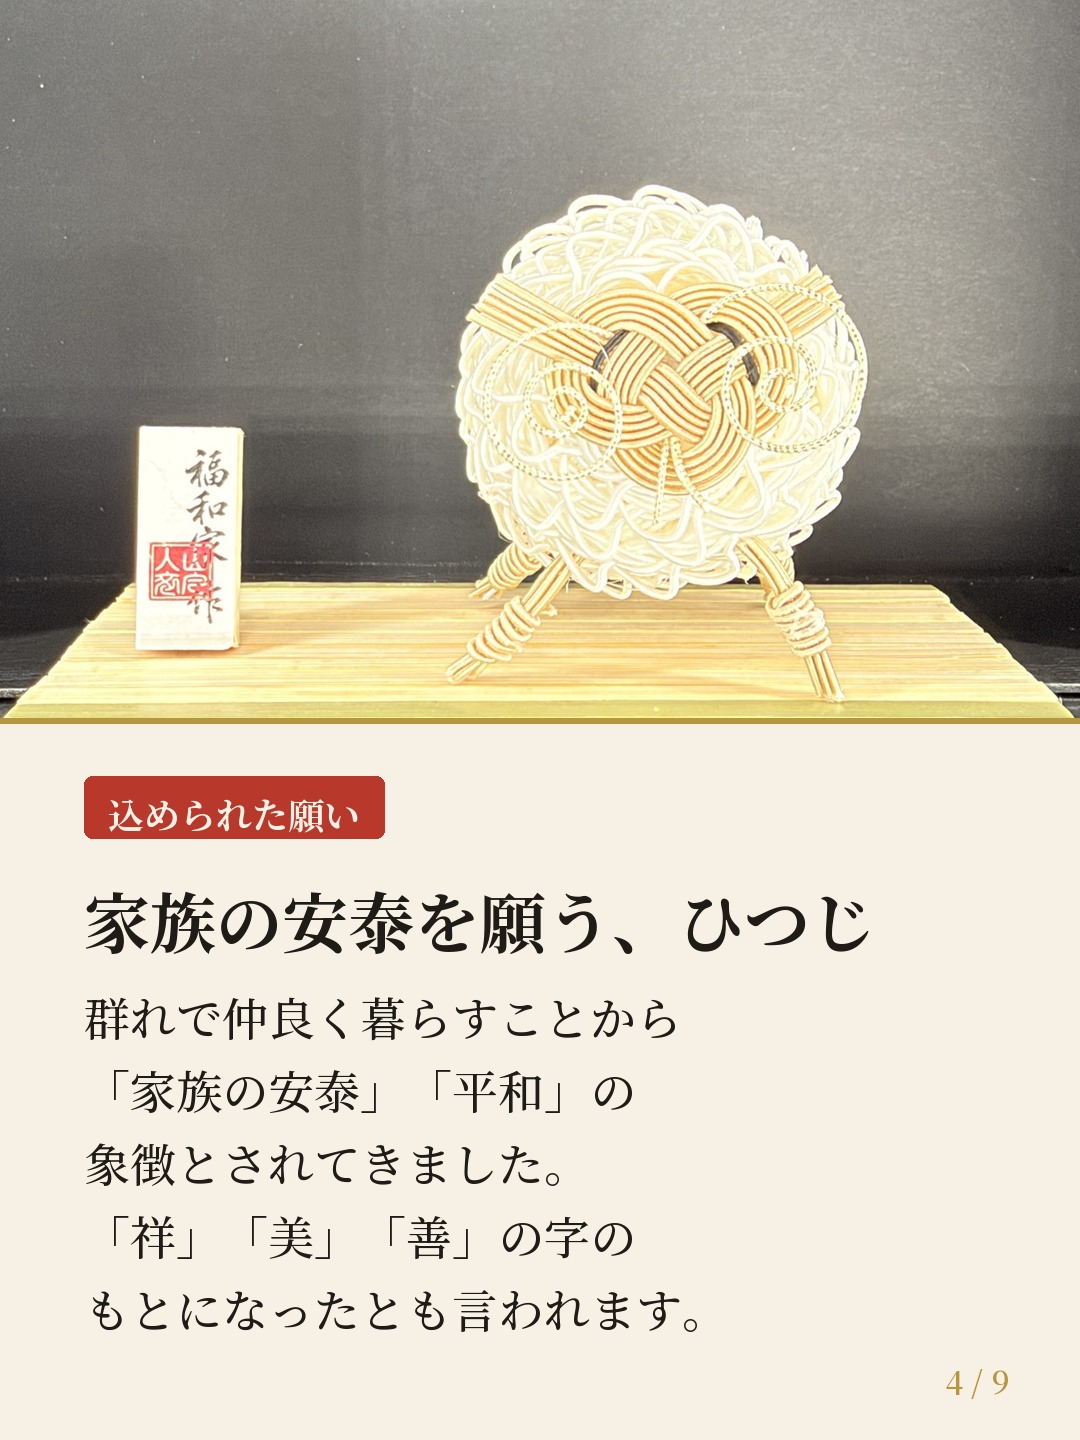 福和家作
込められた願い
家族の安泰を願う、ひつじ
群れで仲良く暮らすことから
「家族の安泰」「平和」の
象徴とされてきました。
「祥」「美」「善」の字の
もとになったとも言われます。
4 / 9